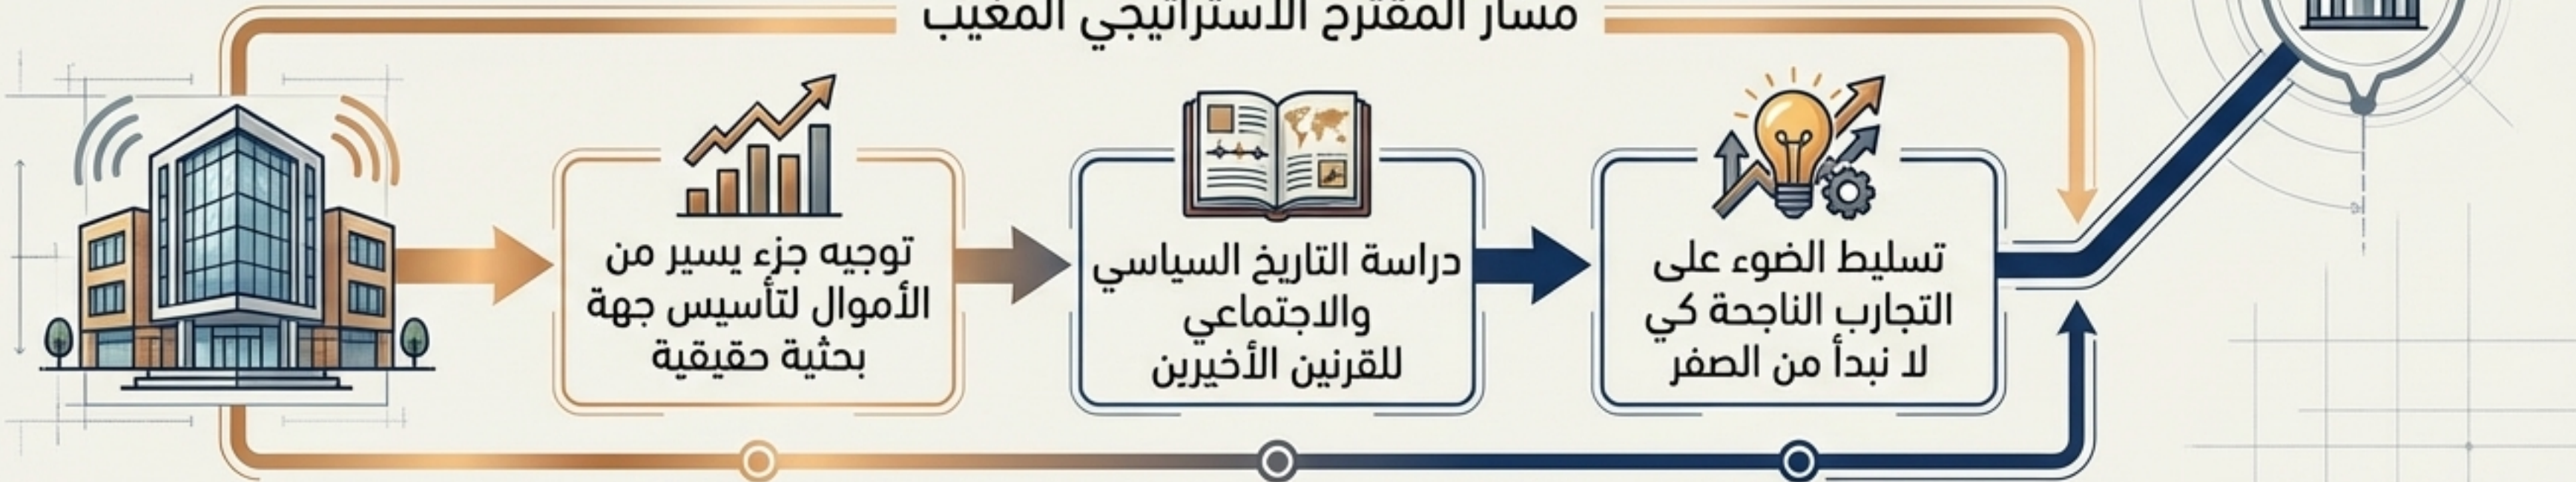 مسار المقترح الاستراتيجي المغيب
توجيه جزء يسير من
الأموال لتأسيس جهة
بحثية حقيقية
دراسة التاريخ السياسي
والاجتماعي
للقرنين الأخيرين
تسليط الضوء على
التجارب الناجحة كي
لا نبدأ من الصفر